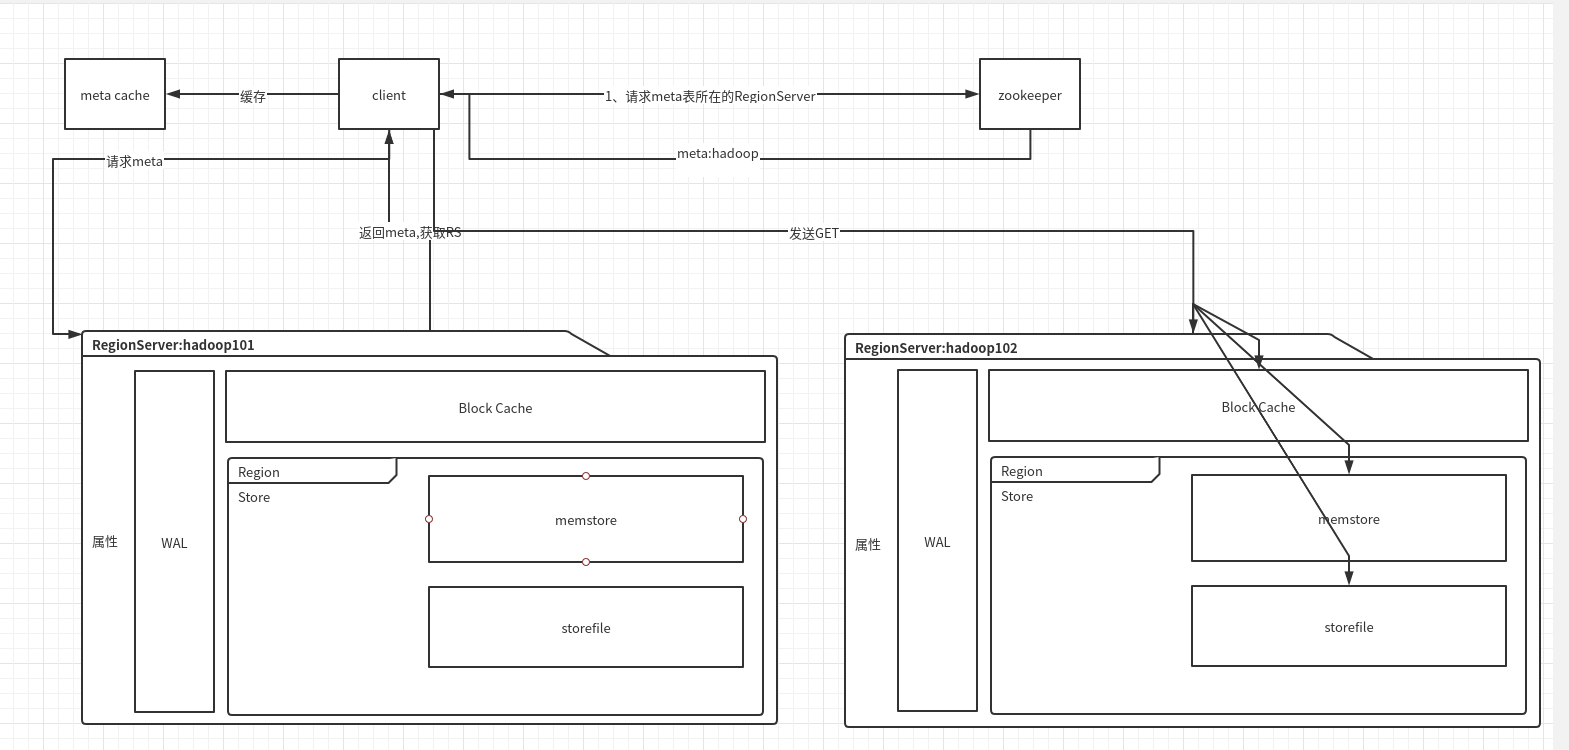 meta cache
缓存
client
1、请求meta表所在的RegionServer
zookeeper
请求meta
meta:hadoop
返回meta,获取RS
发送GET
RegionServer:hadoop101
属性
WAL
Block Cache
Region
Store
memstore
storefile
RegionServer:hadoop102
属性
WAL
Block Cache
Region
Store
memstore
storefile